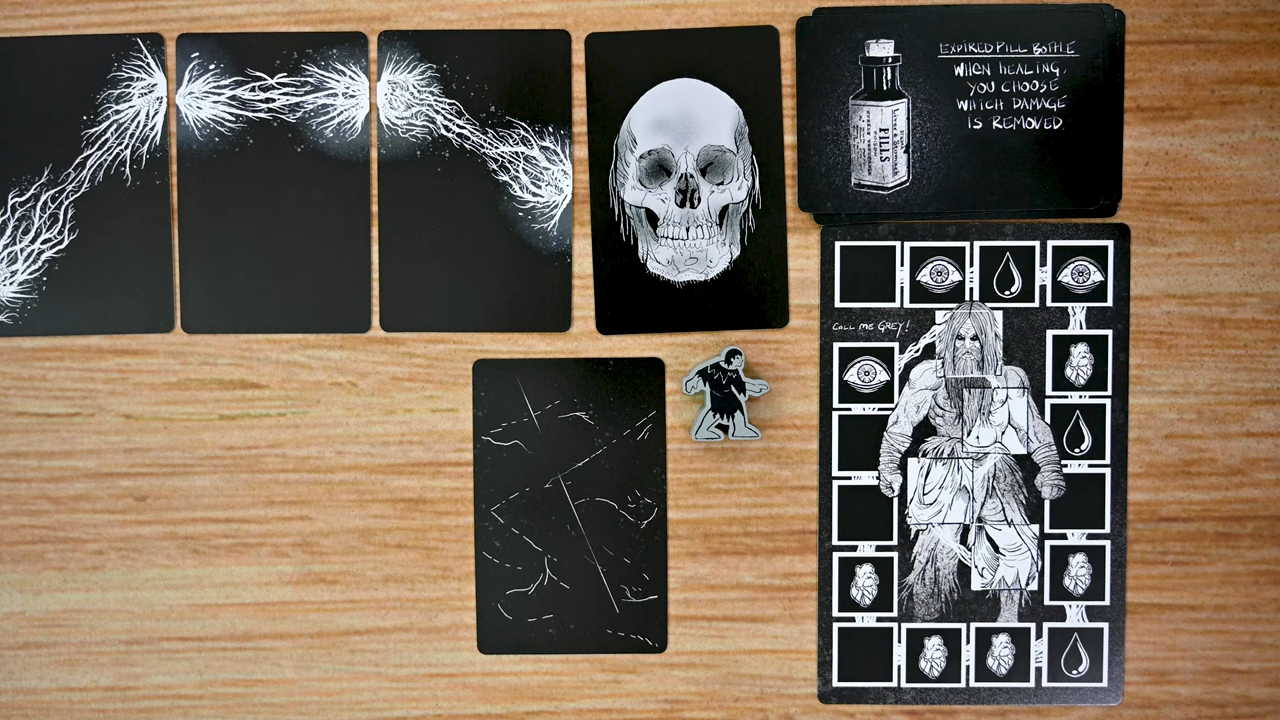 EXPIRED PILL BOTTLE
WHEN HEALING,
YOU CHOOSE
WHICH DAMAGE
IS REMOVED.
PILLS
CALL ME GREY!